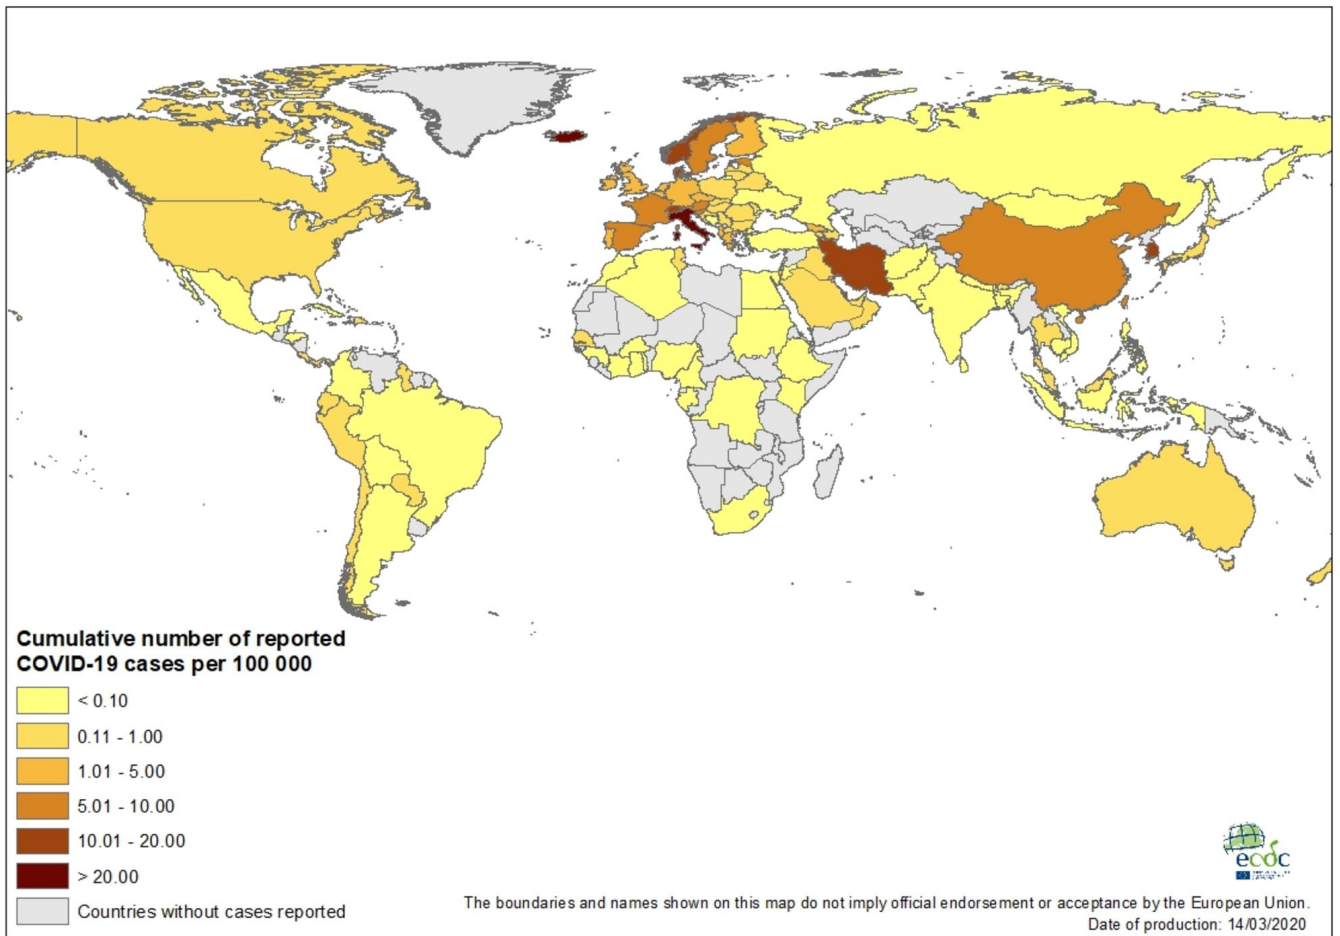 Cumulative number of reported
COVID-19 cases per 100 000
< 0.10
0.11 - 1.00
1.01 - 5.00
5.01 - 10.00
10.01 - 20.00
> 20.00
Countries without cases reported
ecdc
The boundaries and names shown on this map do not imply official endorsement or acceptance by the European Union.
Date of production: 14/03/2020